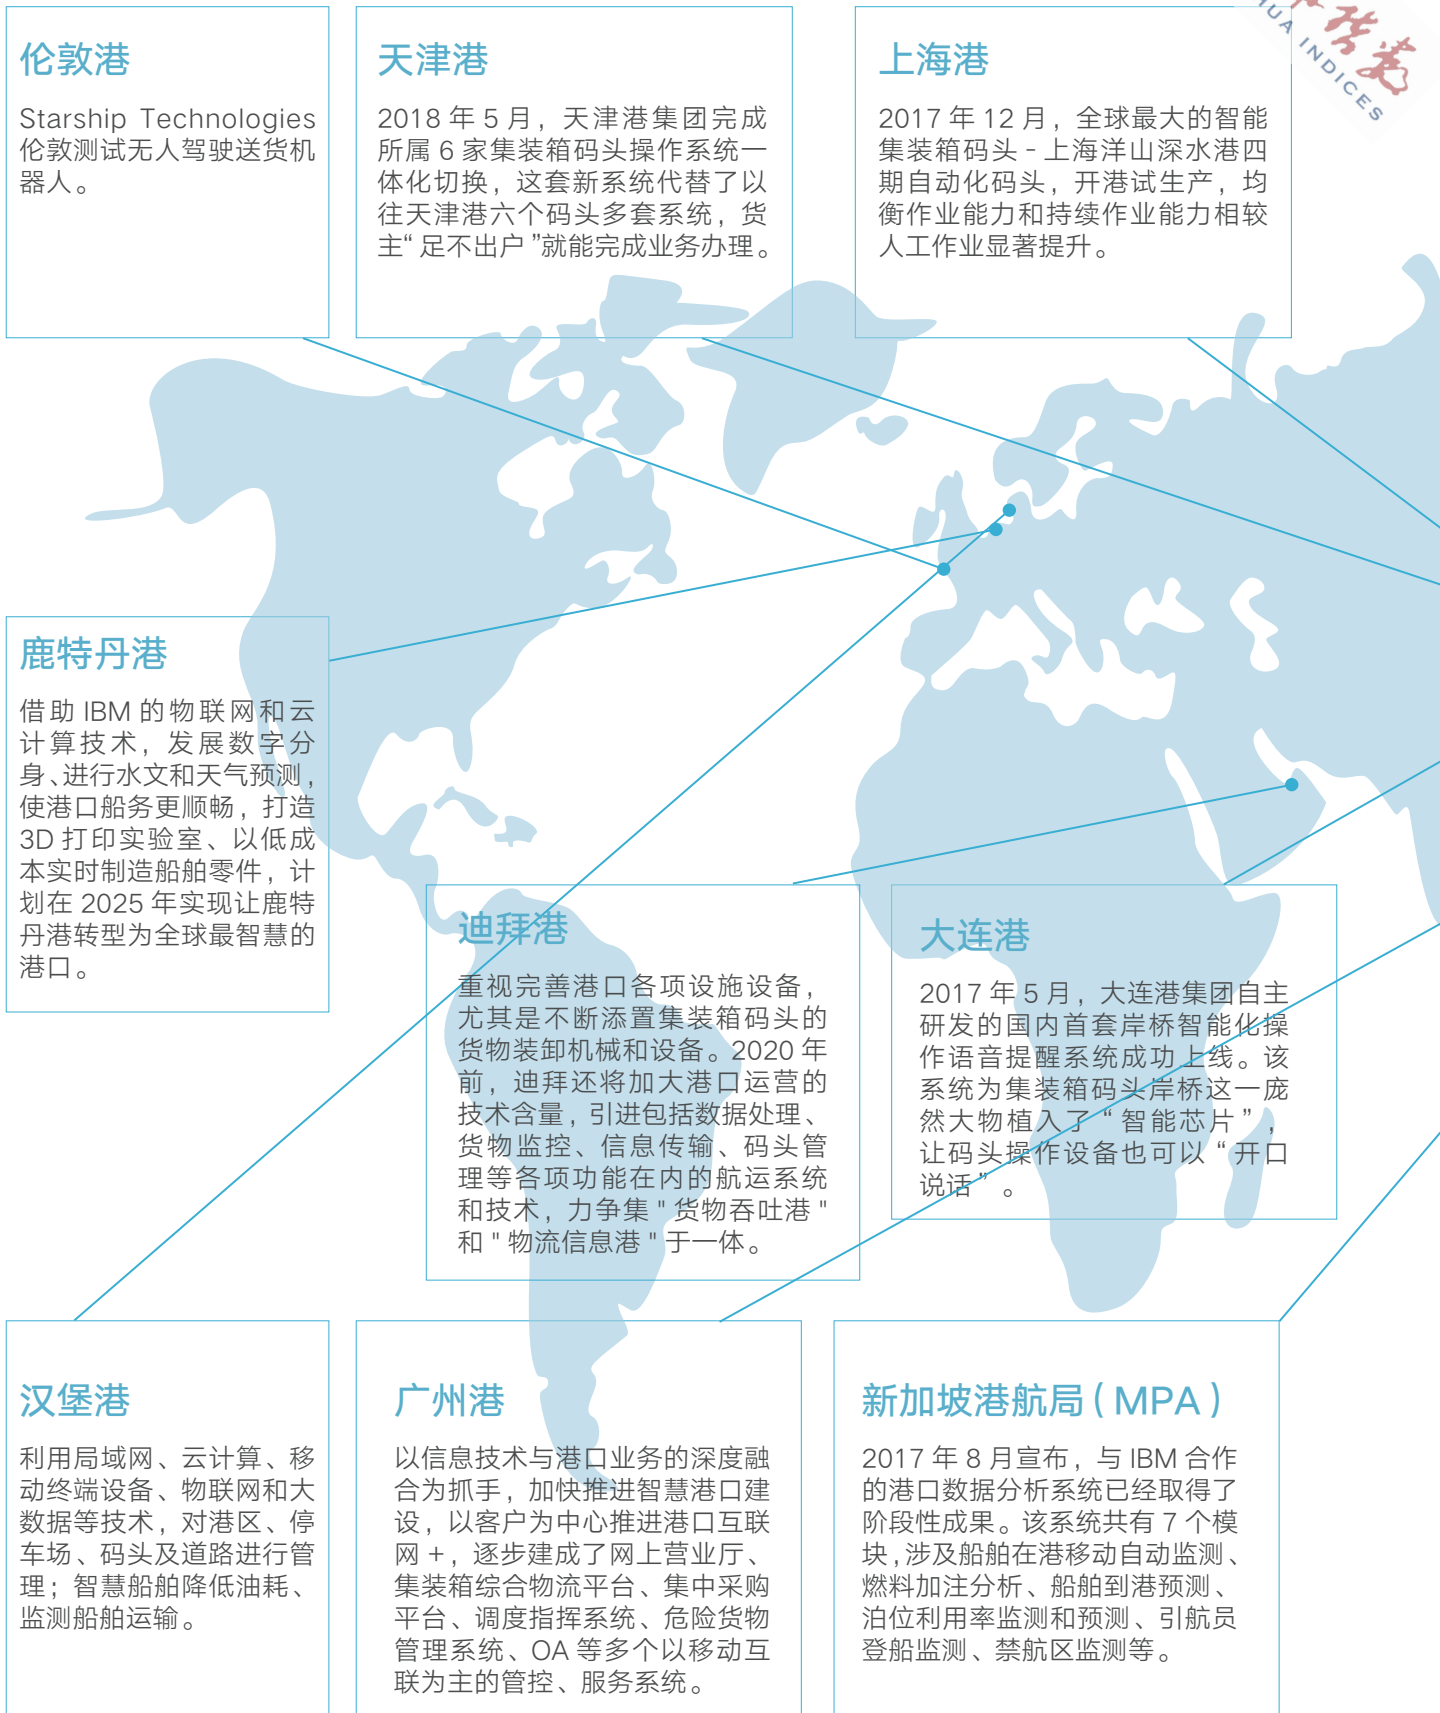 伦敦港
Starship Technologies
伦敦测试无人驾驶送货机
器人。
天津港
2018 年 5 月，天津港集团完成
所属 6 家集装箱码头操作系统一
体化切换，这套新系统代替了以
往天津港六个码头多套系统，货
主“足不出户”就能完成业务办理。
上海港
2017 年 12 月，全球最大的智能
集装箱码头 - 上海洋山深水港四
期自动化码头，开港试生产，均
衡作业能力和持续作业能力相较
人工作业显著提升。
INDICES
鹿特丹港
借助 IBM 的物联网和云
计算技术，发展数字分
身、进行水文和天气预测，
使港口船务更顺畅，打造
3D 打印实验室、以低成
本实时制造船舶零件，计
划在 2025 年实现让鹿特
丹港转型为全球最智慧的
港口。
迪拜港
重视完善港口各项设施设备，
尤其是不断添置集装箱码头的
货物装卸机械和设备。2020 年
前，迪拜还将加大港口运营的
技术含量，引进包括数据处理、
货物监控、信息传输、码头管
理等各项功能在内的航运系统
和技术，力争集 " 货物吞吐港 "
和 " 物流信息港 " 于一体。
大连港
2017 年 5 月，大连港集团自主
研发的国内首套岸桥智能化操
作语音提醒系统成功上线。该
系统为集装箱码头岸桥这一庞
然大物植入了“智能芯片”，
让码头操作设备也可以“开口
说话”。
汉堡港
利用局域网、云计算、移
动终端设备、物联网和大
数据等技术，对港区、停
车场、码头及道路进行管
理；智慧船舶降低油耗、
监测船舶运输。
广州港
以信息技术与港口业务的深度融
合为抓手，加快推进智慧港口建
设，以客户为中心推进港口互联
网 +，逐步建成了网上营业厅、
集装箱综合物流平台、集中采购
平台、调度指挥系统、危险货物
管理系统、OA 等多个以移动互
联为主的管控、服务系统。
新加坡港航局（MPA）
2017 年 8 月宣布，与 IBM 合作
的港口数据分析系统已经取得了
阶段性成果。该系统共有 7 个模
块，涉及船舶在港移动自动监测、
燃料加注分析、船舶到港预测、
泊位利用率监测和预测、引航员
登船监测、禁航区监测等。